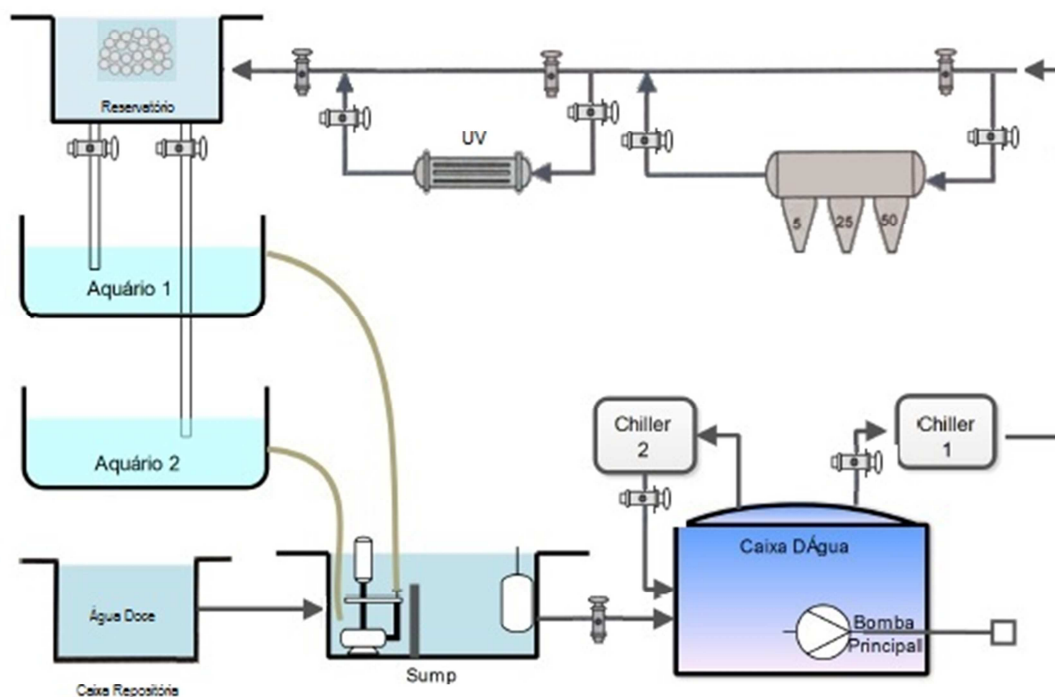 Reservatório
UV
5
25
50
Aquário 1
Aquário 2
Chiller
2
Chiller
1
Caixa DÁgua
Bomba
Principall
Água Doce
Sump
Caixa Repositória